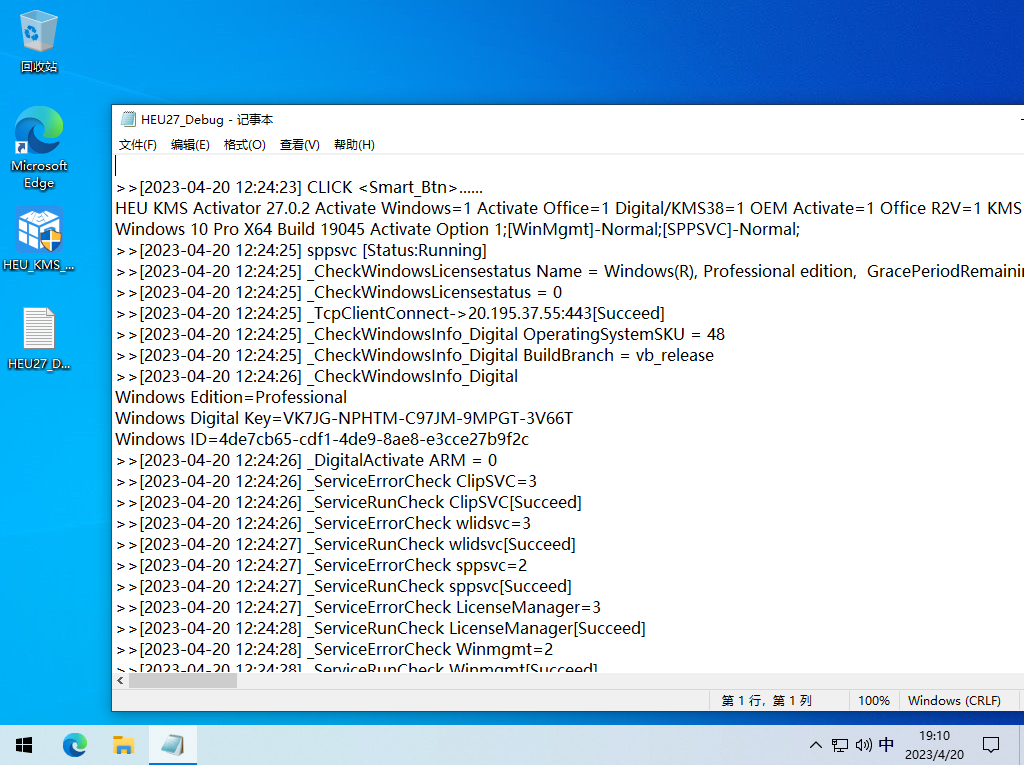 回收站
Microsoft
Edge
HEU_KMS_...
HEU27_D...
HEU27_Debug - 记事本
文件(F) 编辑(E) 格式(O) 查看(V) 帮助(H)
>>[2023-04-20 12:24:23] CLICK <Smart_Btn>......
HEU KMS Activator 27.0.2 Activate Windows=1 Activate Office=1 Digital/KMS38=1 OEM Activate=1 Office R2V=1 KMS
Windows 10 Pro X64 Build 19045 Activate Option 1;[WinMgmt]-Normal;[SPPSVC]-Normal;
>>[2023-04-20 12:24:25] sppsvc [Status:Running]
>>[2023-04-20 12:24:25] _CheckWindowsLicensestatus Name = Windows(R), Professional edition,  GracePeriodRemainin
>>[2023-04-20 12:24:25] _CheckWindowsLicensestatus = 0
>>[2023-04-20 12:24:25] _TcpClientConnect->20.195.37.55:443[Succeed]
>>[2023-04-20 12:24:25] _CheckWindowsInfo_Digital OperatingSystemSKU = 48
>>[2023-04-20 12:24:25] _CheckWindowsInfo_Digital BuildBranch = vb_release
>>[2023-04-20 12:24:26] _CheckWindowsInfo_Digital
Windows Edition=Professional
Windows Digital Key=VK7JG-NPHTM-C97JM-9MPGT-3V66T
Windows ID=4de7cb65-cdf1-4de9-8ae8-e3cce27b9f2c
>>[2023-04-20 12:24:26] _DigitalActivate ARM = 0
>>[2023-04-20 12:24:26] _ServiceErrorCheck ClipSVC=3
>>[2023-04-20 12:24:26] _ServiceRunCheck ClipSVC[Succeed]
>>[2023-04-20 12:24:26] _ServiceErrorCheck wlidsvc=3
>>[2023-04-20 12:24:27] _ServiceRunCheck wlidsvc[Succeed]
>>[2023-04-20 12:24:27] _ServiceErrorCheck sppsvc=2
>>[2023-04-20 12:24:27] _ServiceRunCheck sppsvc[Succeed]
>>[2023-04-20 12:24:27] _ServiceErrorCheck LicenseManager=3
>>[2023-04-20 12:24:28] _ServiceRunCheck LicenseManager[Succeed]
>>[2023-04-20 12:24:28] _ServiceErrorCheck Winmgmt=2
>>[2023-04-20 12:24:28] _ServiceRunCheck Winmgmt[Succeed]
第 1 行，第 1 列 100% Windows (CRLF)
中
19:10
2023/4/20